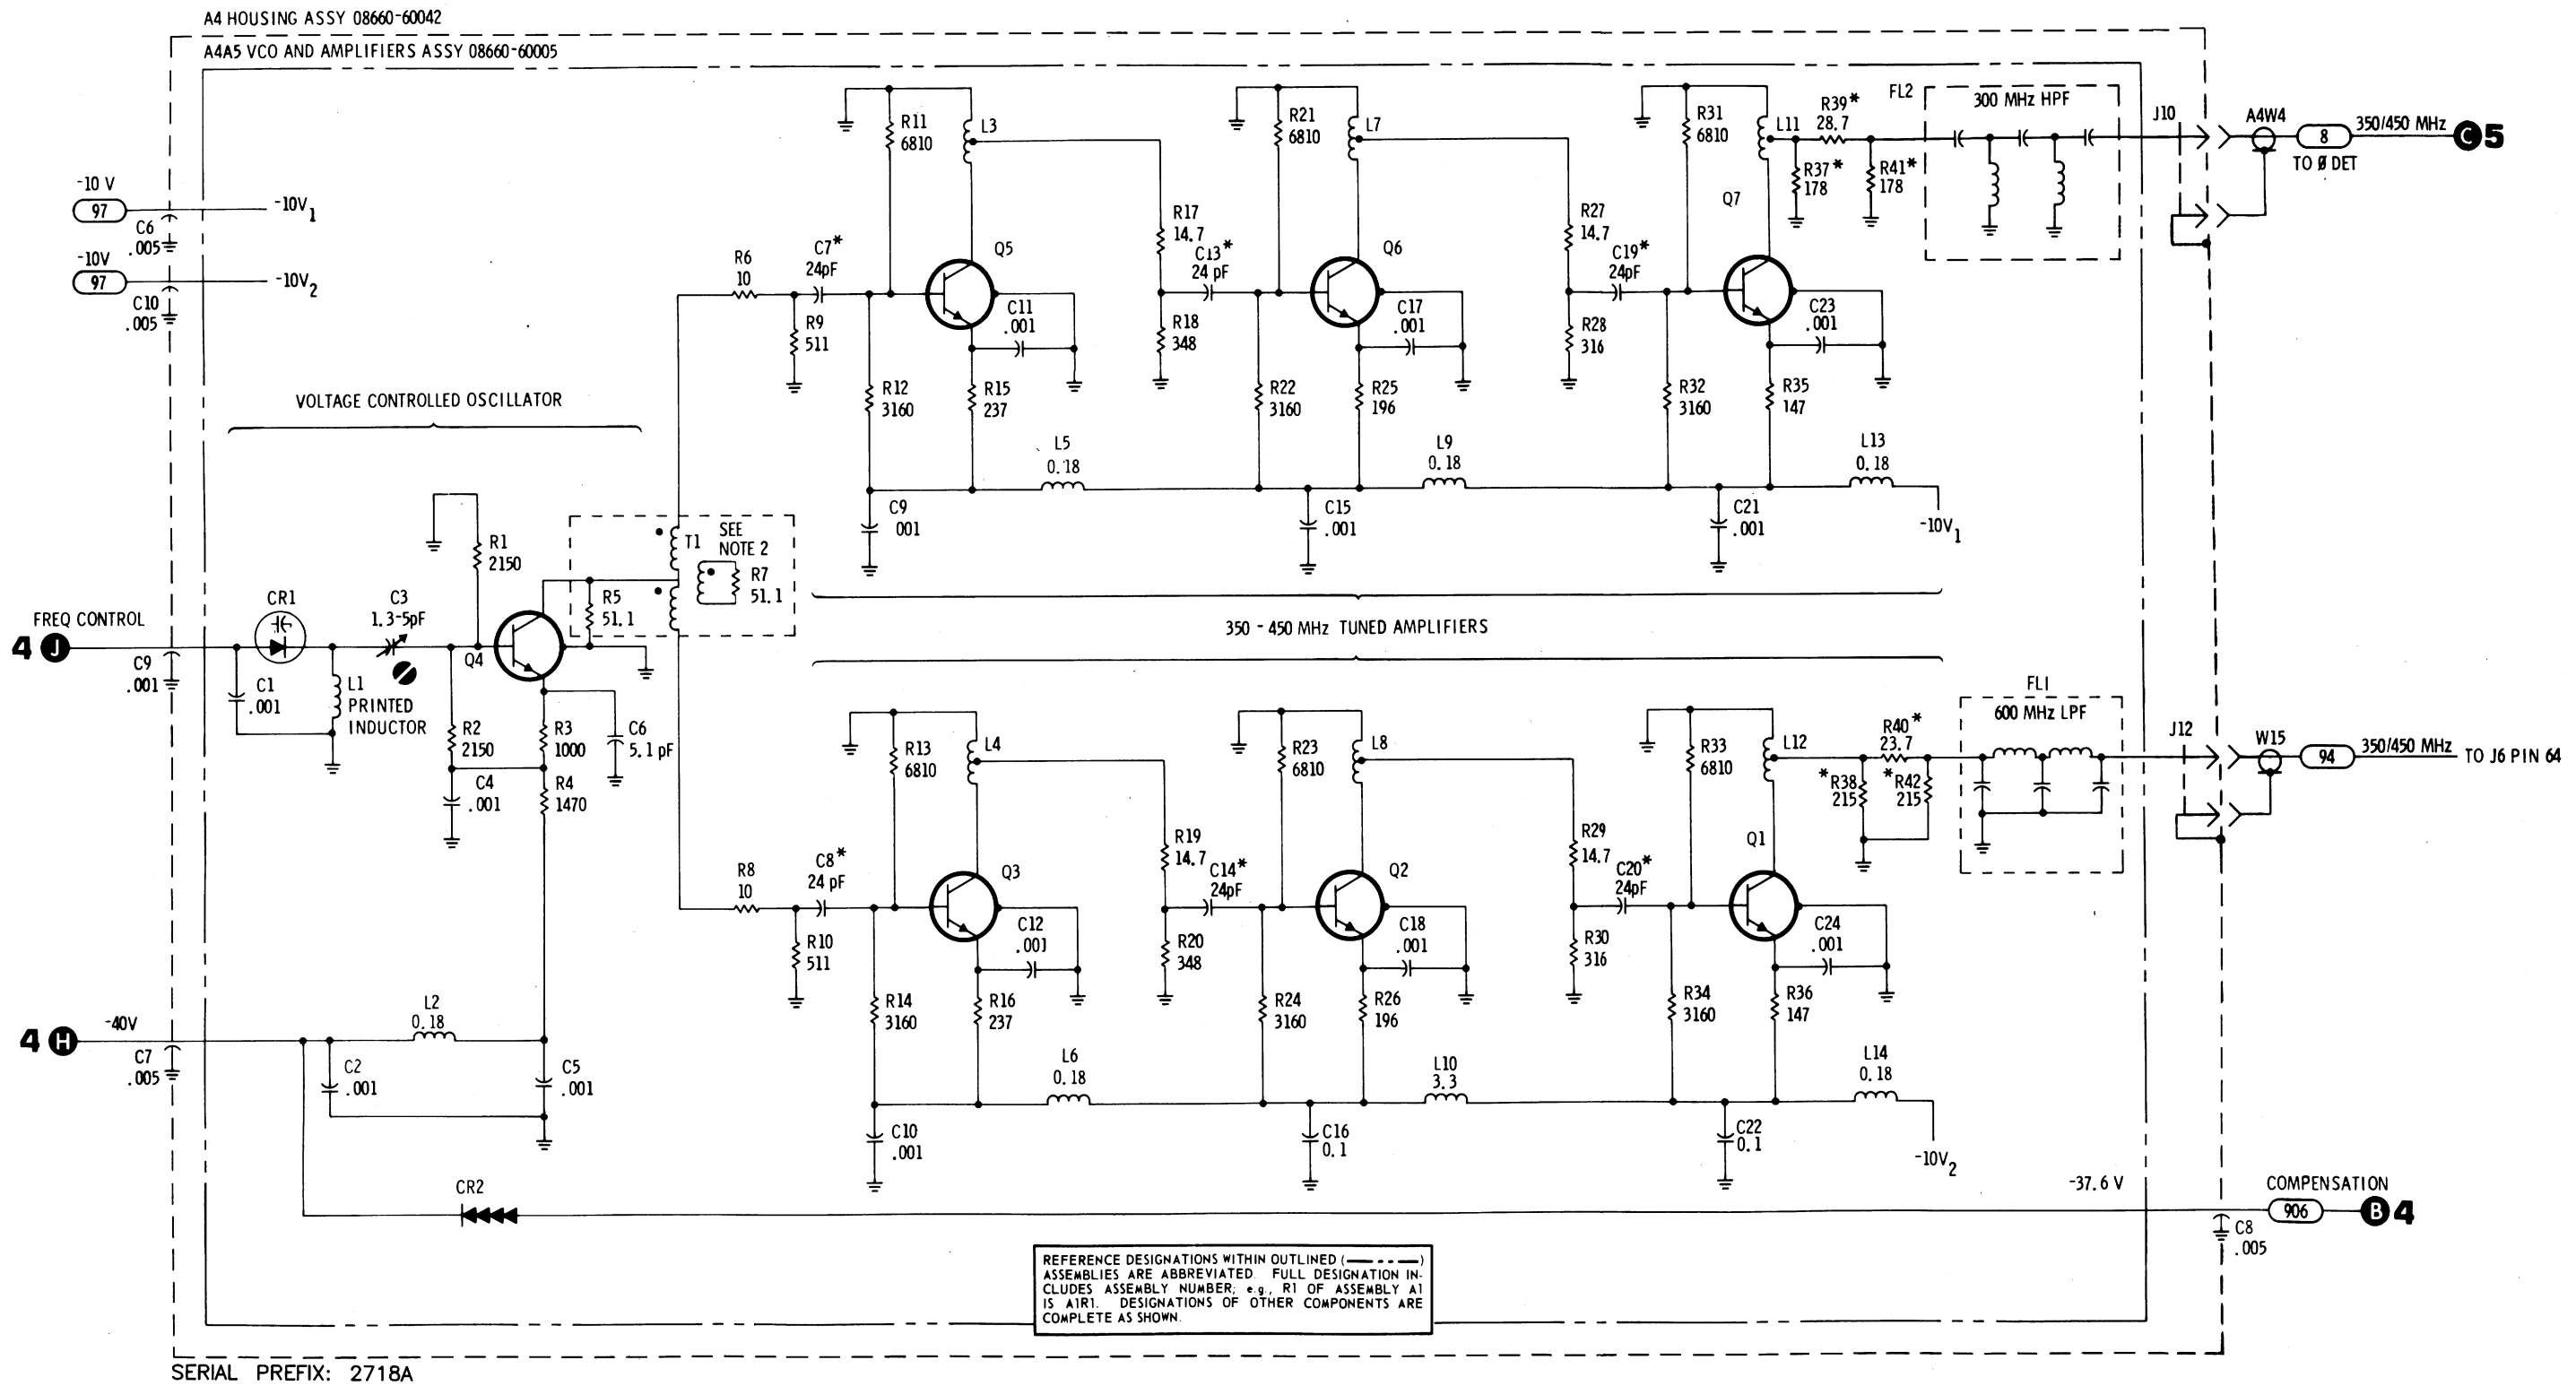 A4 HOUSING ASSY 08660-60042
A4A5 VCO AND AMPLIFIERS ASSY 08660-60005
-10 V
97
-10V1
C6
.005
-10V
97
-10V2
C10
.005
R11
6810
L3
R6
10
C7*
24pF
R9
511
Q5
C11
.001
R12
3160
R15
237
L5
0.18
C9
001
R17
14.7
C13*
24 pF
R18
348
R21
6810
L7
Q6
C17
.001
R22
3160
R25
196
L9
0.18
C15
.001
R27
14.7
C19*
24pF
R28
316
R31
6810
L11
Q7
C23
.001
R32
3160
R35
147
L13
0.18
C21
.001
-10V1
R39*
28.7
R37*
178
R41*
178
FL2
300 MHz HPF
J10
A4W4
8
350/450 MHz
C 5
TO Ø DET
VOLTAGE CONTROLLED OSCILLATOR
FREQ CONTROL
4 J
C9
.001
C1
.001
CR1
L1
PRINTED
INDUCTOR
C3
1.3-5pF
R1
2150
Q4
R2
2150
R3
1000
C6
5.1 pF
C4
.001
R4
1470
R5
51.1
T1
SEE
NOTE 2
R7
51.1
350 - 450 MHz TUNED AMPLIFIERS
R13
6810
L4
R8
10
C8*
24 pF
R10
511
Q3
C12
.001
R14
3160
R16
237
L6
0.18
C10
.001
R19
14.7
C14*
24pF
R20
348
R23
6810
L8
Q2
C18
.001
R24
3160
R26
196
L10
3.3
C16
0.1
R29
14.7
C20*
24pF
R30
316
R33
6810
L12
Q1
C24
.001
R34
3160
R36
147
L14
0.18
C22
0.1
-10V2
R40*
23.7
*R38
215
*R42
215
FL1
600 MHz LPF
J12
W15
94
350/450 MHz
TO J6 PIN 64
-40V
4 H
C7
.005
L2
0.18
C2
.001
C5
.001
CR2
-37.6 V
COMPENSATION
906
B 4
C8
.005
REFERENCE DESIGNATIONS WITHIN OUTLINED (—--—)
ASSEMBLIES ARE ABBREVIATED. FULL DESIGNATION IN-
CLUDES ASSEMBLY NUMBER; e.g., R1 OF ASSEMBLY A1
IS A1R1. DESIGNATIONS OF OTHER COMPONENTS ARE
COMPLETE AS SHOWN.
SERIAL PREFIX: 2718A